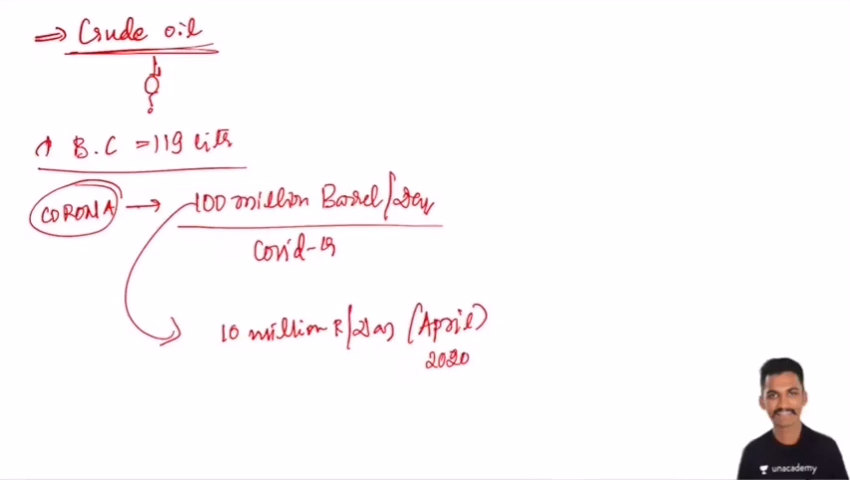 ⇒ Crude oil
1 B.C = 119 litr
CORONA → 100 million Barrel/Day
Covid-19
10 million B/Day (April)
2020
unacademy